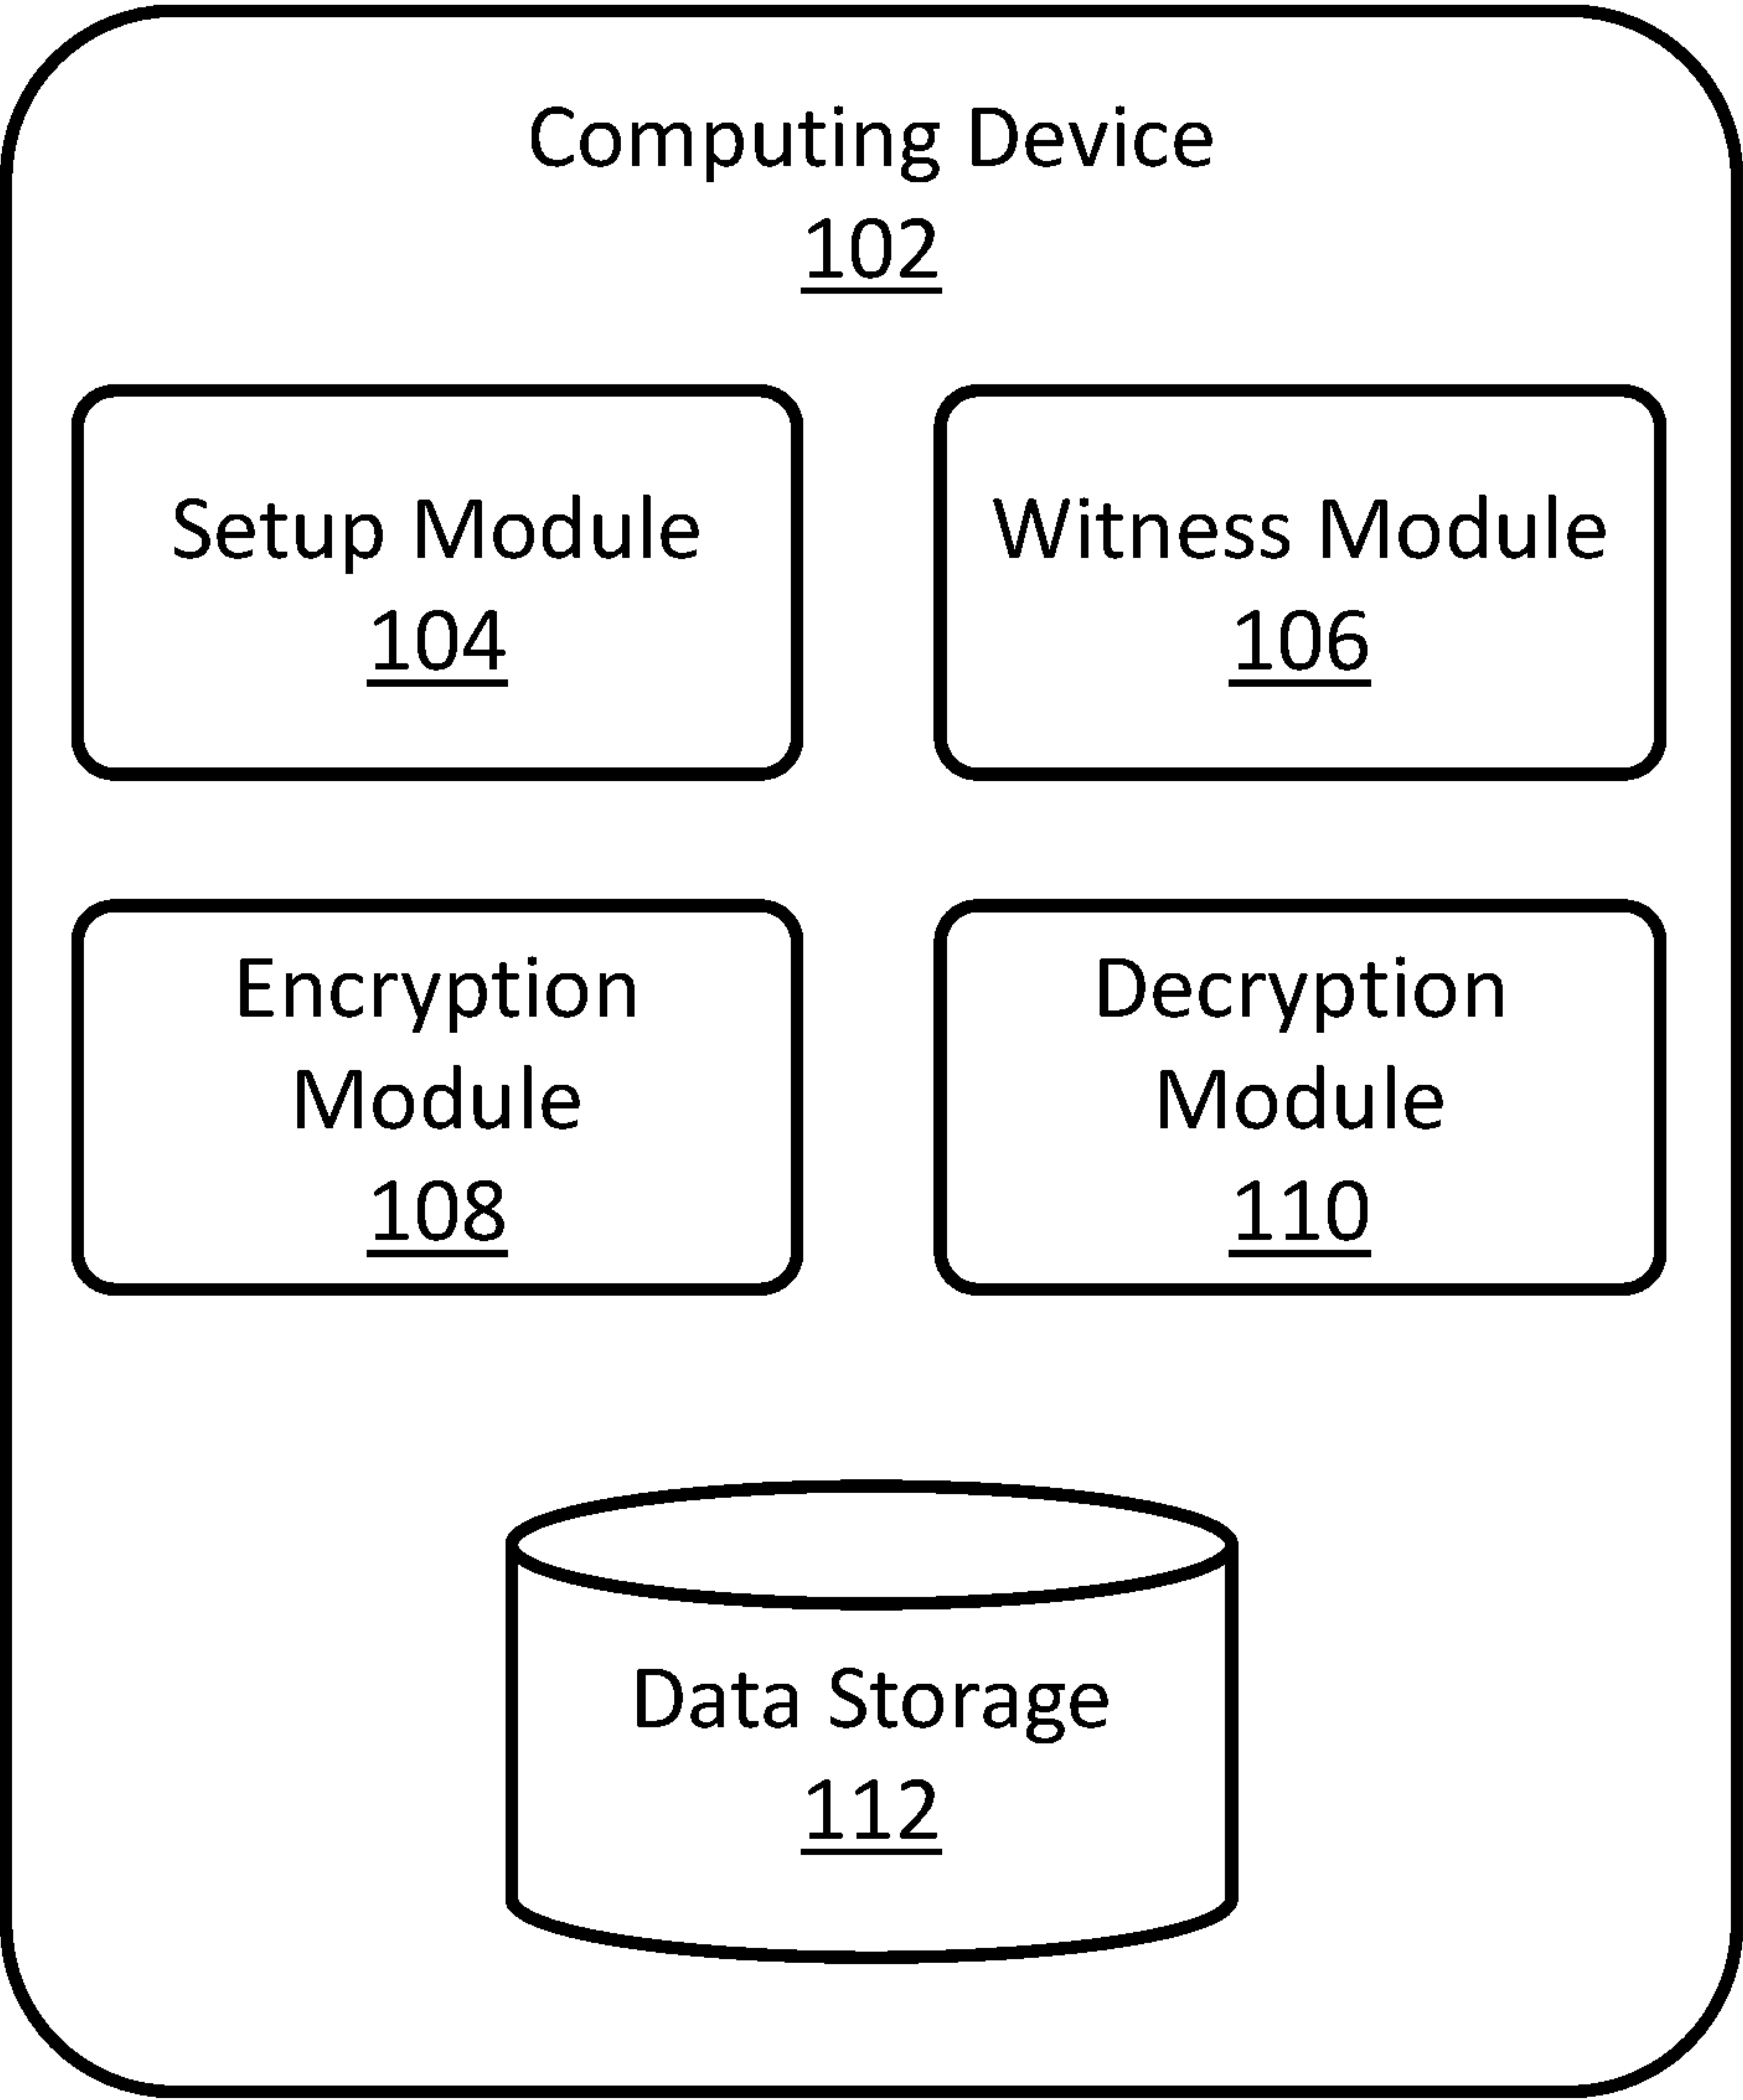 Computing Device
102
Setup Module
104
Witness Module
106
Encryption
Module
108
Decryption
Module
110
Data Storage
112